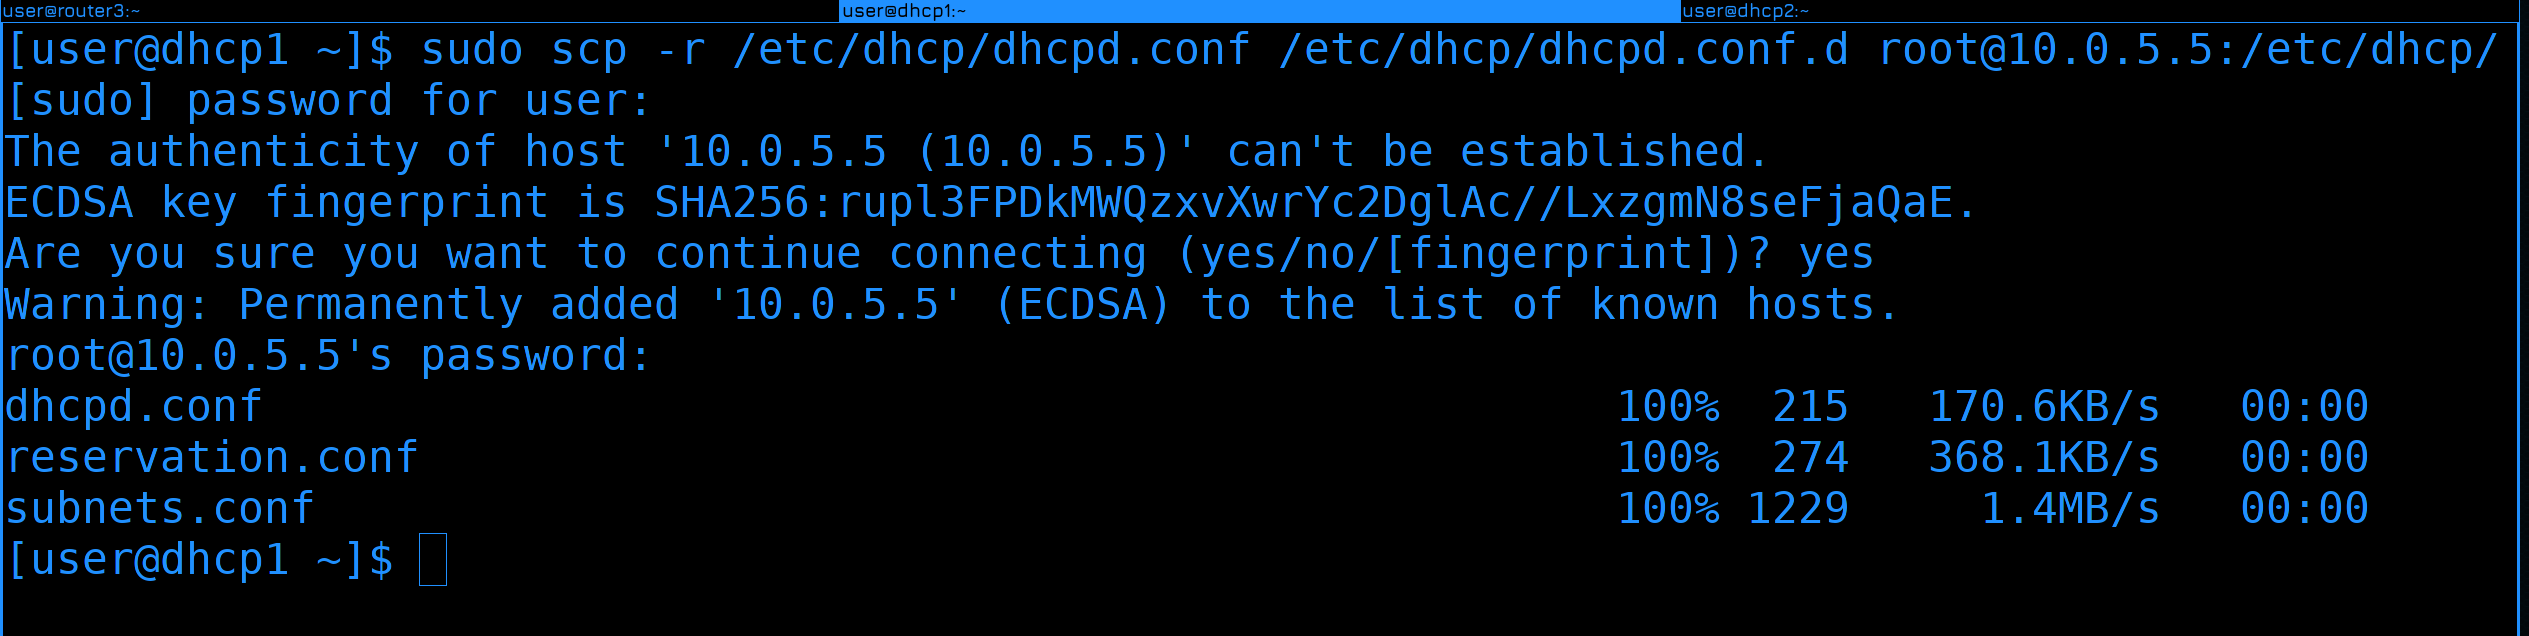 user@router3:~ user@dhcp1:~ user@dhcp2:~
[user@dhcp1 ~]$ sudo scp -r /etc/dhcp/dhcpd.conf /etc/dhcp/dhcpd.conf.d root@10.0.5.5:/etc/dhcp/
[sudo] password for user:
The authenticity of host '10.0.5.5 (10.0.5.5)' can't be established.
ECDSA key fingerprint is SHA256:rupl3FPDkMWQzxvXwrYc2DglAc//LxzgmN8seFjaQaE.
Are you sure you want to continue connecting (yes/no/[fingerprint])? yes
Warning: Permanently added '10.0.5.5' (ECDSA) to the list of known hosts.
root@10.0.5.5's password:
dhcpd.conf 100% 215 170.6KB/s 00:00
reservation.conf 100% 274 368.1KB/s 00:00
subnets.conf 100% 1229 1.4MB/s 00:00
[user@dhcp1 ~]$